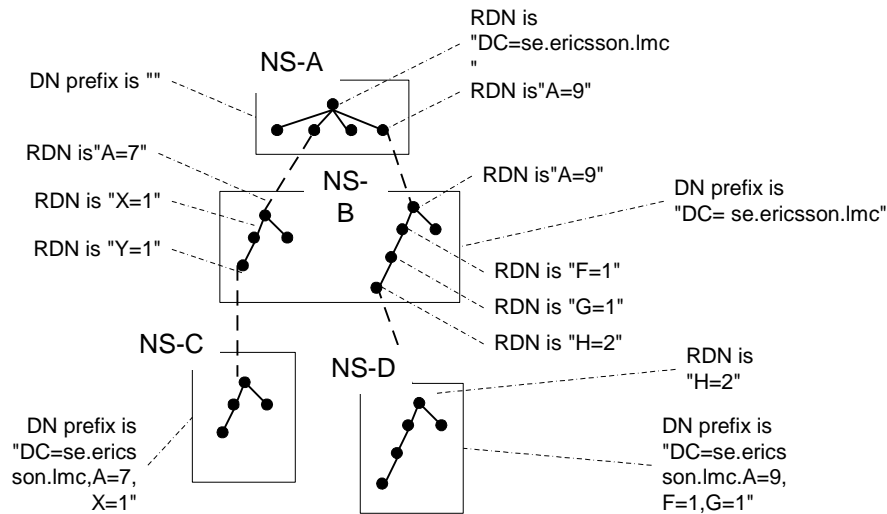 RDN is
"DC=se.ericsson.lmc
"
NS-A
DN prefix is ""
RDN is"A=9"
RDN is"A=7"
NS-
B
RDN is"A=9"
DN prefix is
"DC= se.ericsson.lmc"
RDN is "X=1"
RDN is "Y=1"
RDN is "F=1"
RDN is "G=1"
RDN is "H=2"
NS-C
NS-D
RDN is
"H=2"
DN prefix is
"DC=se.erics
son.lmc,A=7,
X=1"
DN prefix is
"DC=se.erics
son.lmc.A=9,
F=1,G=1"